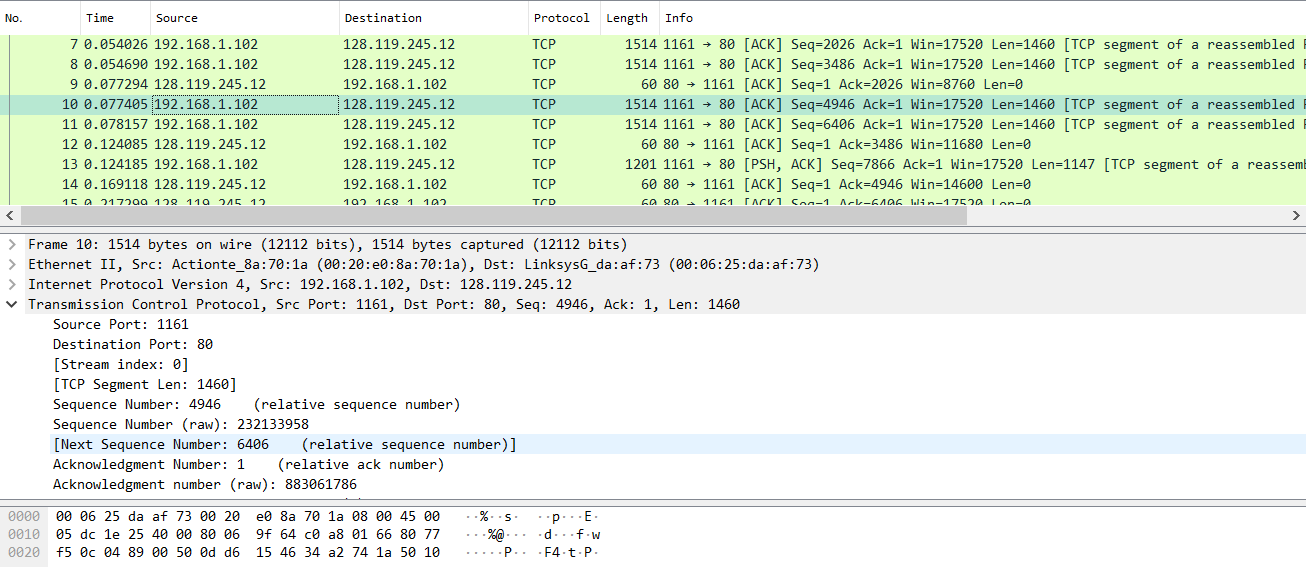 No. Time Source Destination Protocol Length Info
7 0.054026 192.168.1.102 128.119.245.12 TCP 1514 1161 → 80 [ACK] Seq=2026 Ack=1 Win=17520 Len=1460 [TCP segment of a reassembled
8 0.054690 192.168.1.102 128.119.245.12 TCP 1514 1161 → 80 [ACK] Seq=3486 Ack=1 Win=17520 Len=1460 [TCP segment of a reassembled
9 0.077294 128.119.245.12 192.168.1.102 TCP 60 80 → 1161 [ACK] Seq=1 Ack=2026 Win=8760 Len=0
10 0.077405 192.168.1.102 128.119.245.12 TCP 1514 1161 → 80 [ACK] Seq=4946 Ack=1 Win=17520 Len=1460 [TCP segment of a reassembled
11 0.078157 192.168.1.102 128.119.245.12 TCP 1514 1161 → 80 [ACK] Seq=6406 Ack=1 Win=17520 Len=1460 [TCP segment of a reassembled
12 0.124085 128.119.245.12 192.168.1.102 TCP 60 80 → 1161 [ACK] Seq=1 Ack=3486 Win=11680 Len=0
13 0.124185 192.168.1.102 128.119.245.12 TCP 1201 1161 → 80 [PSH, ACK] Seq=7866 Ack=1 Win=17520 Len=1147 [TCP segment of a reassemb
14 0.169118 128.119.245.12 192.168.1.102 TCP 60 80 → 1161 [ACK] Seq=1 Ack=4946 Win=14600 Len=0
15 0.217299 128.119.245.12 192.168.1.102 TCP 60 80 → 1161 [ACK] Seq=1 Ack=6406 Win=17520 Len=0
Frame 10: 1514 bytes on wire (12112 bits), 1514 bytes captured (12112 bits)
Ethernet II, Src: Actionte_8a:70:1a (00:20:e0:8a:70:1a), Dst: LinksysG_da:af:73 (00:06:25:da:af:73)
Internet Protocol Version 4, Src: 192.168.1.102, Dst: 128.119.245.12
Transmission Control Protocol, Src Port: 1161, Dst Port: 80, Seq: 4946, Ack: 1, Len: 1460
Source Port: 1161
Destination Port: 80
[Stream index: 0]
[TCP Segment Len: 1460]
Sequence Number: 4946 (relative sequence number)
Sequence Number (raw): 232133958
[Next Sequence Number: 6406 (relative sequence number)]
Acknowledgment Number: 1 (relative ack number)
Acknowledgment number (raw): 883061786
0000 00 06 25 da af 73 00 20 e0 8a 70 1a 08 00 45 00 ··%··s· ··p···E·
0010 05 dc 1e 25 40 00 80 06 9f 64 c0 a8 01 66 80 77 ···%@··· ·d···f·w
0020 f5 0c 04 89 00 50 0d d6 15 46 34 a2 74 1a 50 10 ·····P·· ·F4·t·P·